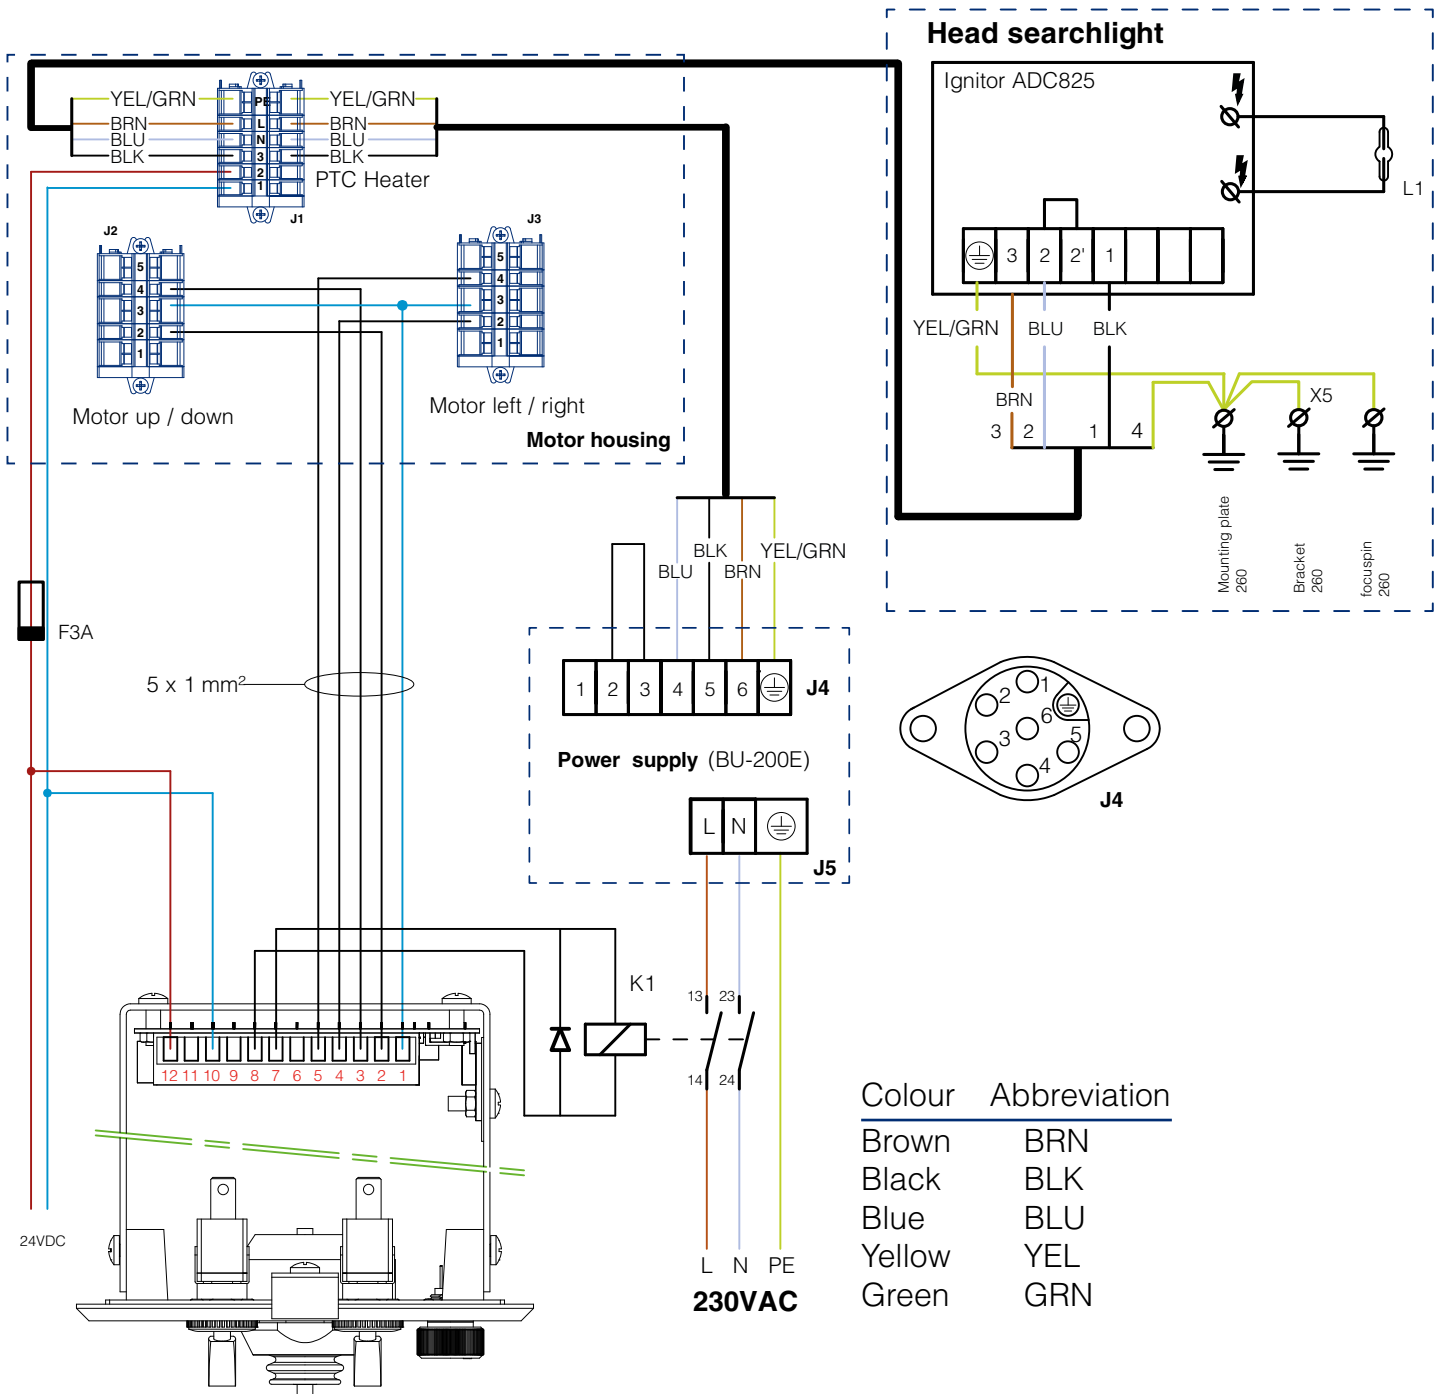 Head searchlight
Ignitor ADC825
L1
3 2 2' 1
YEL/GRN BLU BLK
BRN
3 2 1 4
X5
Mounting plate
260
Bracket
260
focuspin
260
YEL/GRN PE YEL/GRN
BRN L BRN
BLU N BLU
BLK 3 BLK
2
1
PTC Heater
J1
J2
5
4
3
2
1
Motor up / down
J3
5
4
3
2
1
Motor left / right
Motor housing
F3A
5 x 1 mm²
BLU BLK BRN YEL/GRN
1 2 3 4 5 6
J4
Power supply (BU-200E)
L N
J5
1
2
6
3
5
4
J4
K1
13 23
14 24
12 11 10 9 8 7 6 5 4 3 2 1
24VDC
L N PE
230VAC
Colour Abbreviation
Brown BRN
Black BLK
Blue BLU
Yellow YEL
Green GRN